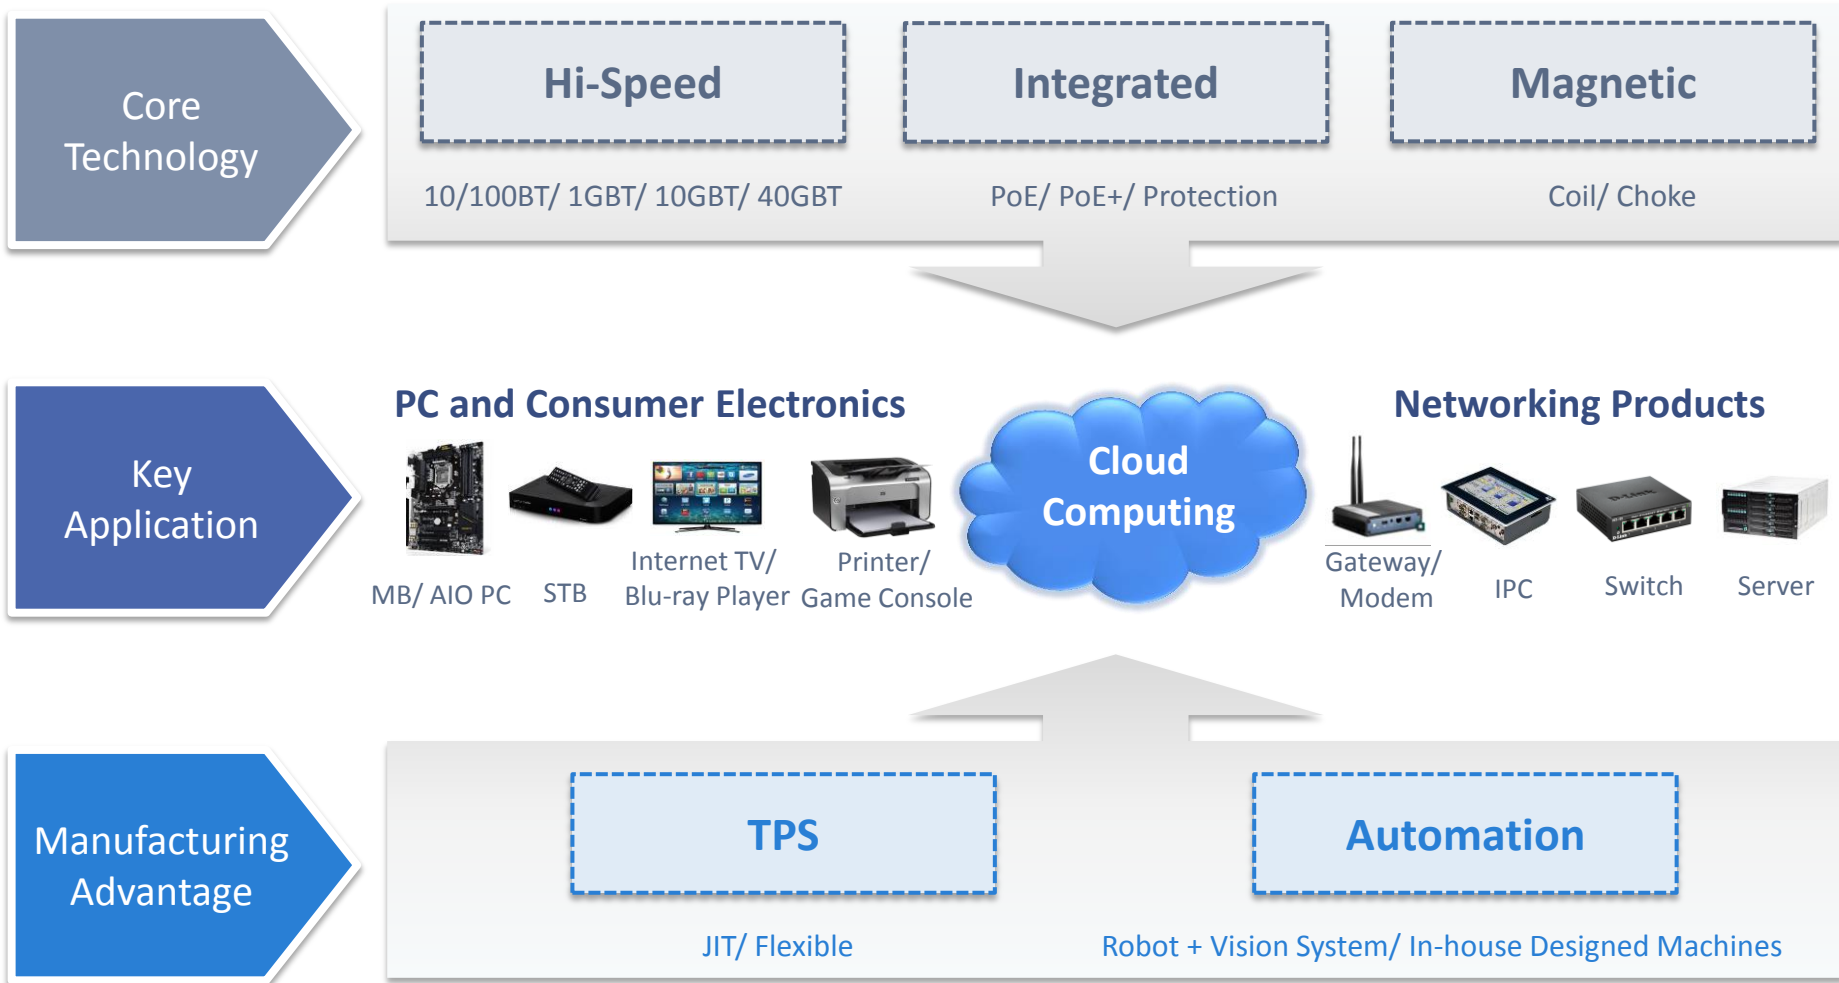 Core
Technology
Hi-Speed
Integrated
Magnetic
10/100BT/ 1GBT/ 10GBT/ 40GBT
PoE/ PoE+/ Protection
Coil/ Choke
Key
Application
PC and Consumer Electronics
Cloud
Computing
Networking Products
D-Link
MB/ AIO PC
STB
Internet TV/
Blu-ray Player
Printer/
Game Console
Gateway/
Modem
IPC
Switch
Server
Manufacturing
Advantage
TPS
Automation
JIT/ Flexible
Robot + Vision System/ In-house Designed Machines